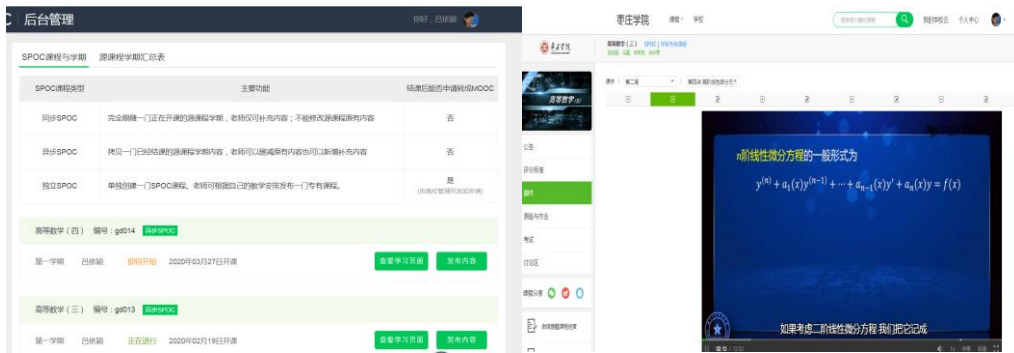 后台管理
你好，吕依颖
SPOC课程与学期 源课程学期汇总表
SPOC课程类型 主要功能 结课后能否申请转成MOOC
同步SPOC 完全跟随一门正在开课的源课程学期，老师仅可补充内容；不能修改源课程原有内容 否
异步SPOC 拷贝一门已经结课的源课程学期内容，老师可以删减原有内容也可以新增补充内容 否
独立SPOC 单独创建一门SPOC课程。老师可根据自己的教学安排发布一门专有课程。 是
高等数学（四） 编号：gd014 异步SPOC
第一学期 即将开始 2020年03月27日开课 查看学习页面 发布内容
高等数学（三） 编号：gd013 异步SPOC
第一学期 正在进行 2020年02月19日开课 查看学习页面 发布内容
枣庄学院 课程 学校
我的学校云 个人中心
高等数学（三） SPOC
高等数学(三)
课件 第二周
公告
评分标准
课件
测验与作业
考试
讨论区
课程分享
n阶线性微分方程的一般形式为
y⁽ⁿ⁾ + a₁(x)y⁽ⁿ⁻¹⁾ + ⋯ + aₙ₋₁(x)y′ + aₙ(x)y = f(x)
如果考虑二阶线性微分方程 我们把它记成